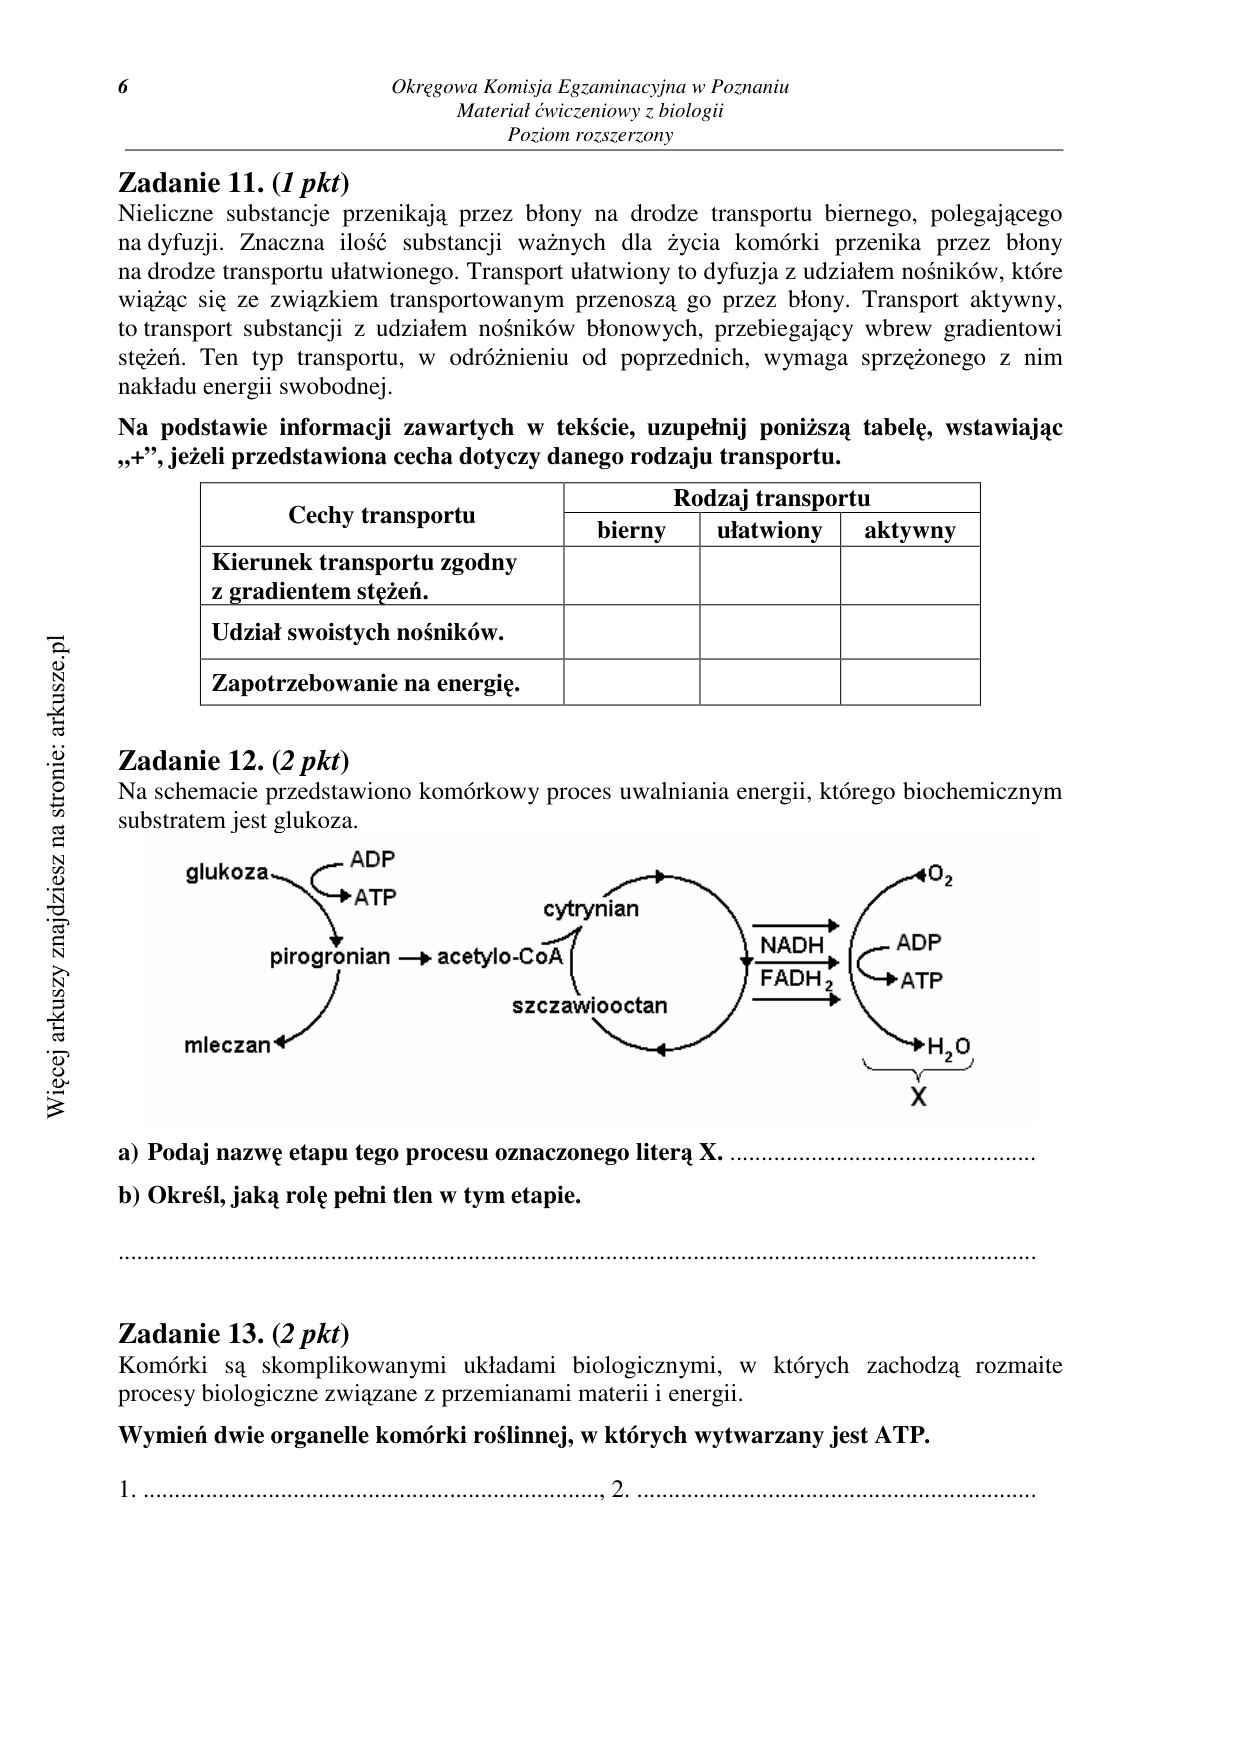 6
Okręgowa Komisja Egzaminacyjna w Poznaniu
Materiał ćwiczeniowy z biologii
Poziom rozszerzony
Zadanie 11. (1 pkt)
Nieliczne substancje przenikają przez błony na drodze transportu biernego, polegającego
na dyfuzji. Znaczna ilość substancji ważnych dla życia komórki przenika przez błony
na drodze transportu ułatwionego. Transport ułatwiony to dyfuzja z udziałem nośników, które
wiążąc się ze związkiem transportowanym przenoszą go przez błony. Transport aktywny,
to transport substancji z udziałem nośników błonowych, przebiegający wbrew gradientowi
stężeń. Ten typ transportu, w odróżnieniu od poprzednich, wymaga sprzężonego z nim
nakładu energii swobodnej.
Na podstawie informacji zawartych w tekście, uzupełnij poniższą tabelę, wstawiając
„+”, jeżeli przedstawiona cecha dotyczy danego rodzaju transportu.
Cechy transportu
Rodzaj transportu
bierny ułatwiony aktywny
Kierunek transportu zgodny
z gradientem stężeń.
Udział swoistych nośników.
Zapotrzebowanie na energię.
Zadanie 12. (2 pkt)
Na schemacie przedstawiono komórkowy proces uwalniania energii, którego biochemicznym
substratem jest glukoza.
glukoza
ADP
ATP
pirogronian
acetylo-CoA
mleczan
cytrynian
szczawiooctan
NADH
FADH2
O2
ADP
ATP
H2O
X
a) Podaj nazwę etapu tego procesu oznaczonego literą X. .................................................
b) Określ, jaką rolę pełni tlen w tym etapie.
...................................................................................................................................................
Zadanie 13. (2 pkt)
Komórki są skomplikowanymi układami biologicznymi, w których zachodzą rozmaite
procesy biologiczne związane z przemianami materii i energii.
Wymień dwie organelle komórki roślinnej, w których wytwarzany jest ATP.
1. ........................................................................., 2. ................................................................
Więcej arkuszy znajdziesz na stronie: arkusze.pl